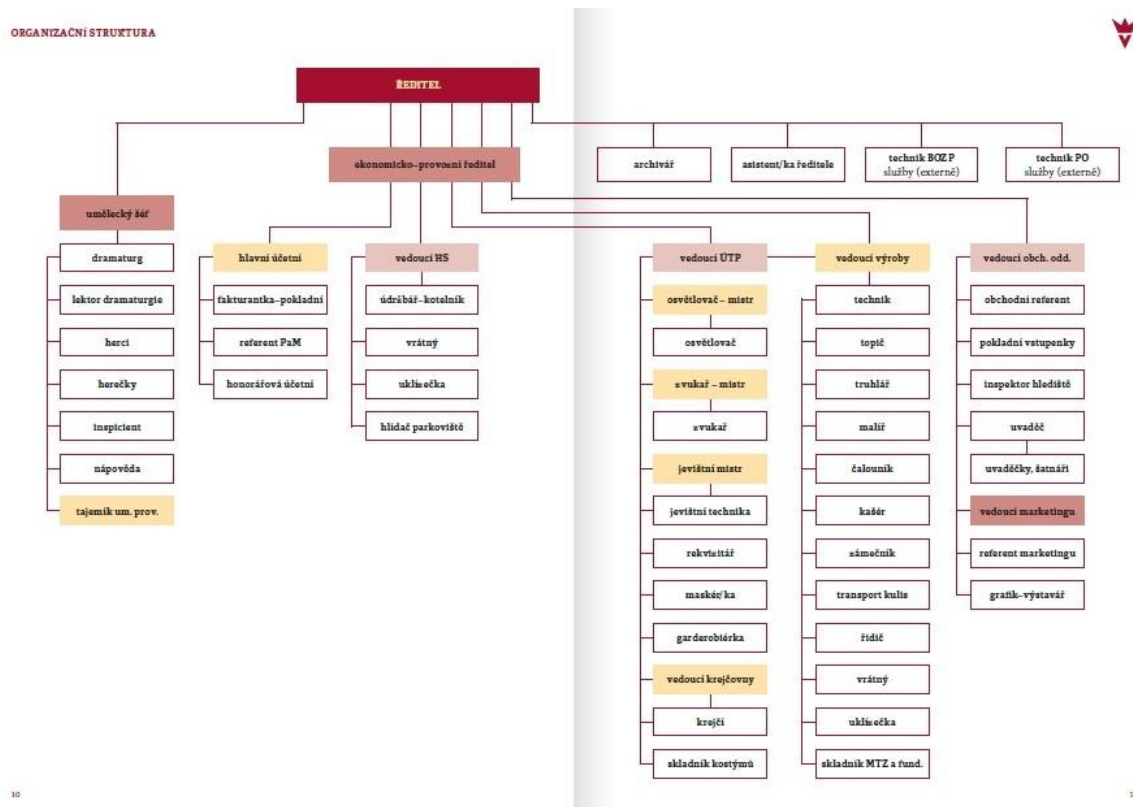 ORGANIZAČNÍ STRUKTURA
ŘEDITEL
ekonomicko-provozní ředitel
archivář
asistent/ka ředitele
technik BOZP
služby (externě)
technik PO
služby (externě)
umělecký šéf
dramaturg
lektor dramaturgie
herci
herečky
inspicient
nápověda
tajemík um. prov.
hlavní účetní
fakturantka-pokladní
referent PaM
honorářová účetní
vedoucí HS
údržbář-kotelník
vrátný
uklízečka
hlídač parkoviště
vedoucí ÚTP
osvětlovač – mistr
osvětlovač
zvukař – mistr
zvukař
jevištní mistr
jevištní technika
rekvizitář
maskér/ka
garderobiérka
vedoucí krejčovny
krejčí
skladník kostýmů
vedoucí výroby
technik
topič
truhlář
malíř
čalouník
kašér
zámečník
transport kulis
řidič
vrátný
uklízečka
skladník MTZ a fund.
vedoucí obch. odd.
obchodní referent
pokladní vstupenky
inspektor hlediště
uvaděč
uvaděčky, šatnáři
vedoucí marketingu
referent marketingu
grafik-výstavář
10